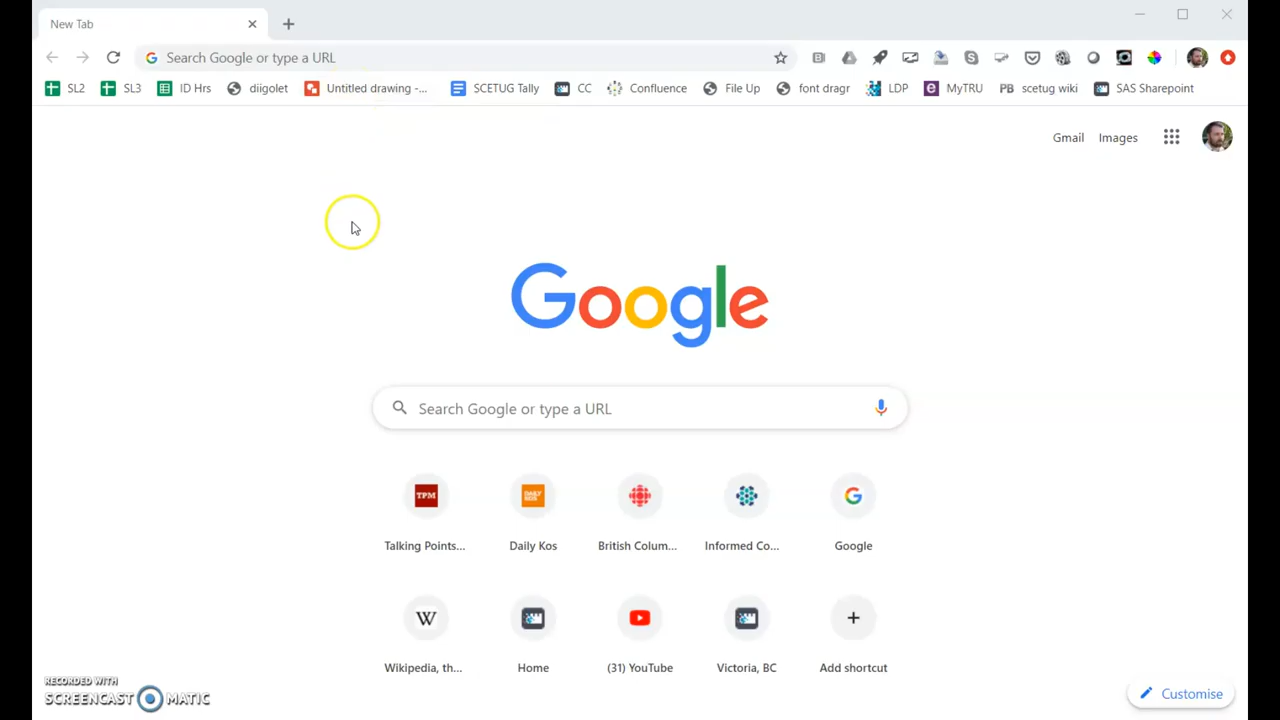 New Tab
Search Google or type a URL
SL2 SL3 ID Hrs diigolet Untitled drawing -... SCETUG Tally CC Confluence File Up font dragr LDP MyTRU PB scetug wiki SAS Sharepoint
Gmail Images
Google
Search Google or type a URL
TPM DAILY KOS
Talking Points... Daily Kos British Colum... Informed Co... Google
W
Wikipedia, th... Home (31) YouTube Victoria, BC Add shortcut
RECORDED WITH
SCREENCAST MATIC
Customise